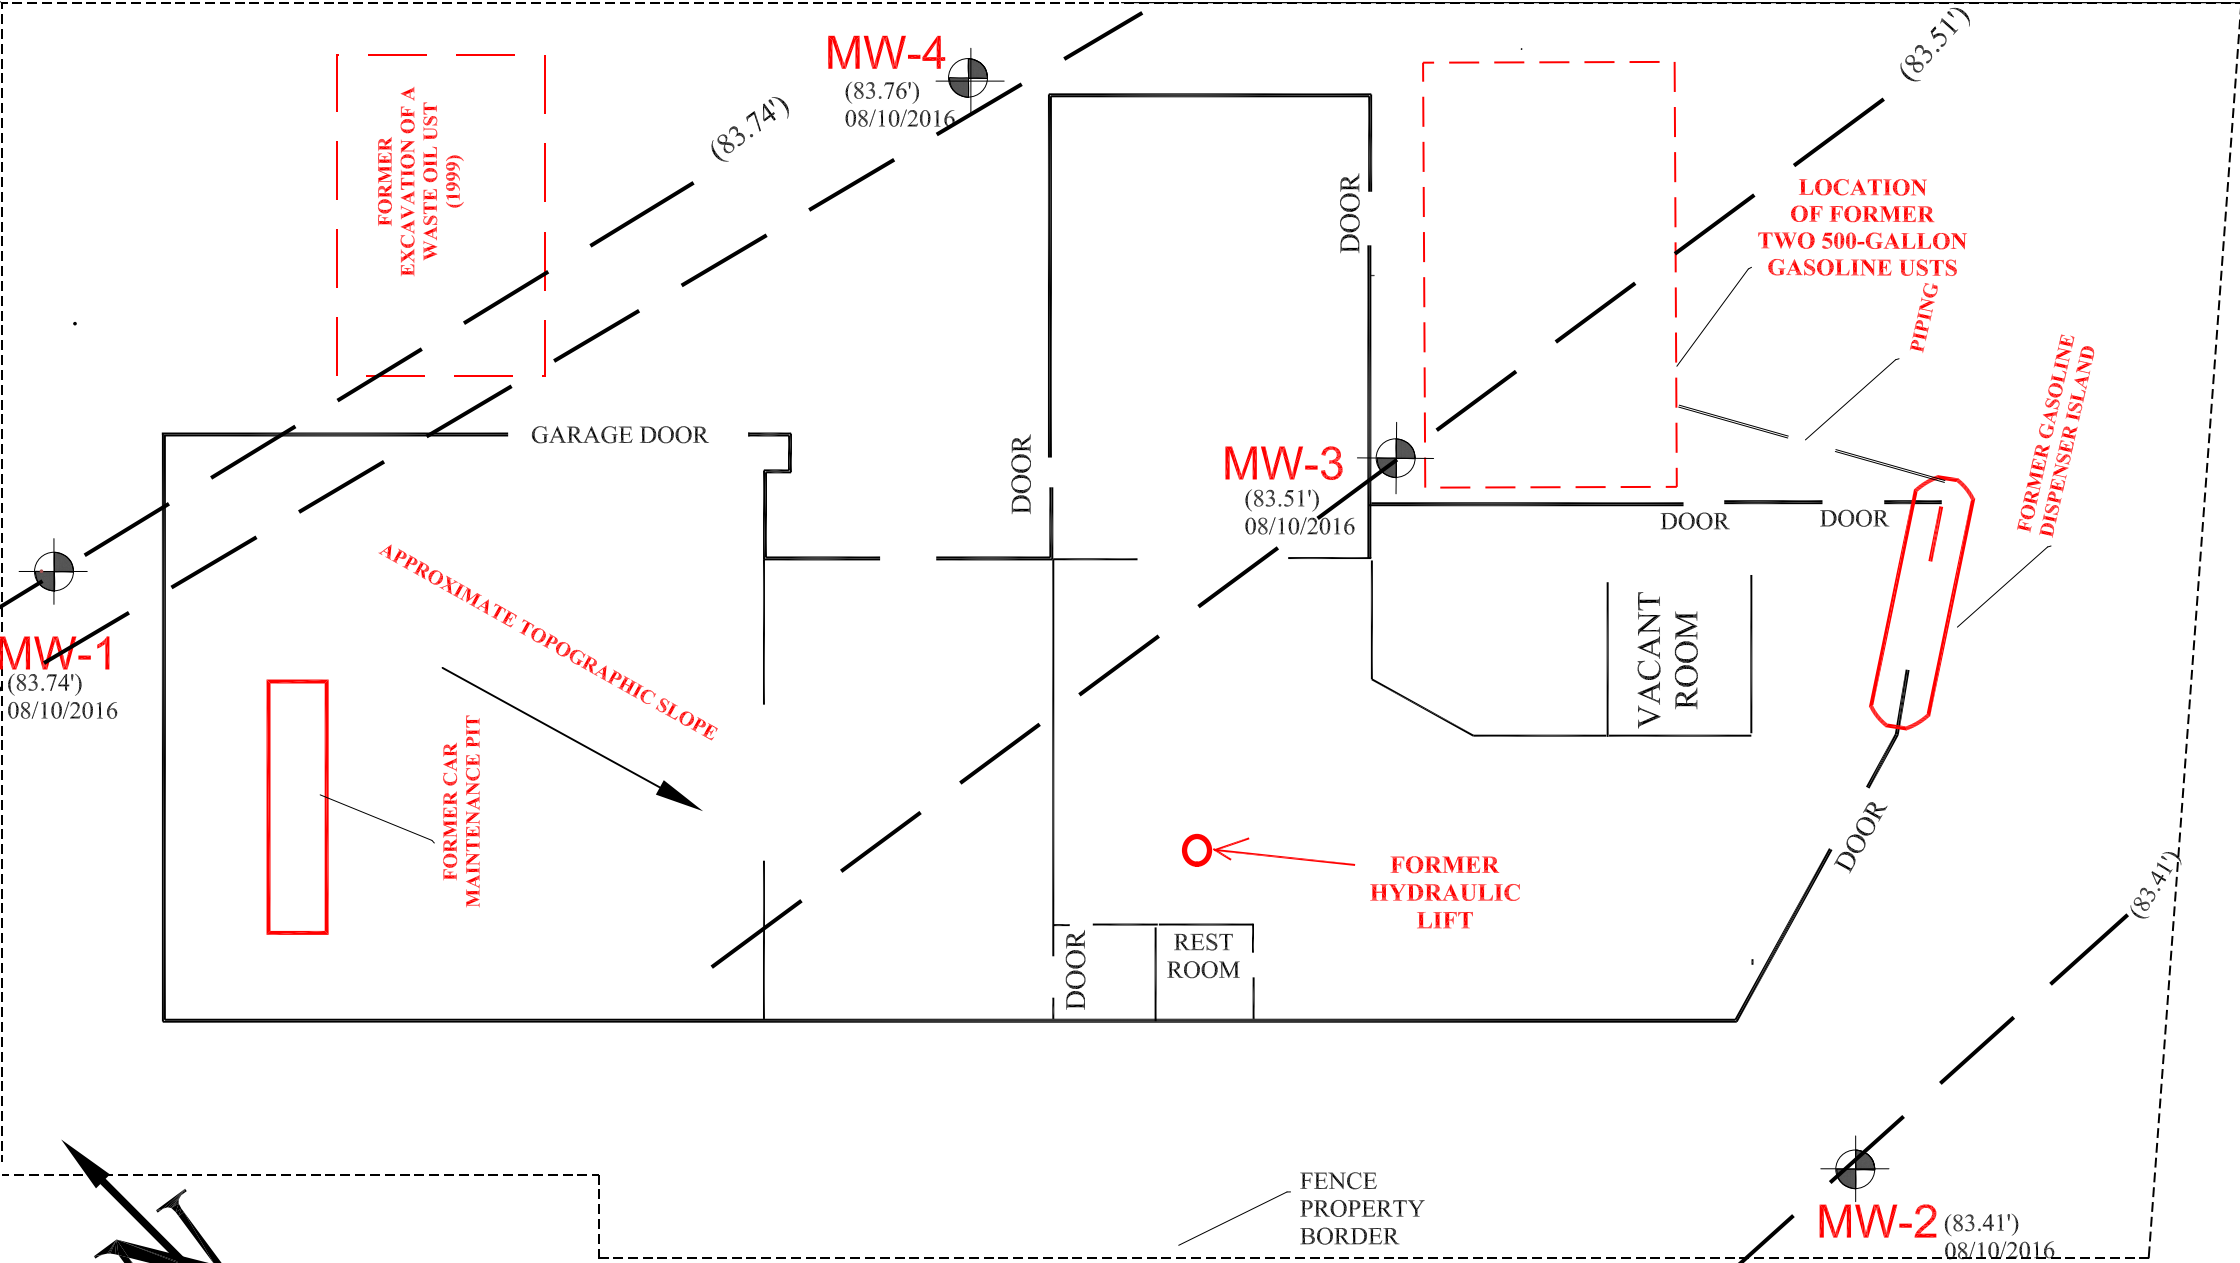 MW-4
(83.76')
08/10/2016
(83.74')
(83.51')
FORMER
EXCAVATION OF A
WASTE OIL UST
(1999)
DOOR
LOCATION
OF FORMER
TWO 500-GALLON
GASOLINE USTS
PIPING
FORMER GASOLINE
DISPENSER ISLAND
GARAGE DOOR
DOOR
MW-3
(83.51')
08/10/2016
DOOR
DOOR
APPROXIMATE TOPOGRAPHIC SLOPE
MW-1
(83.74')
08/10/2016
VACANT
ROOM
FORMER CAR
MAINTENANCE PIT
DOOR
FORMER
HYDRAULIC
LIFT
(83.41')
DOOR
REST
ROOM
FENCE
PROPERTY
BORDER
MW-2
(83.41')
08/10/2016